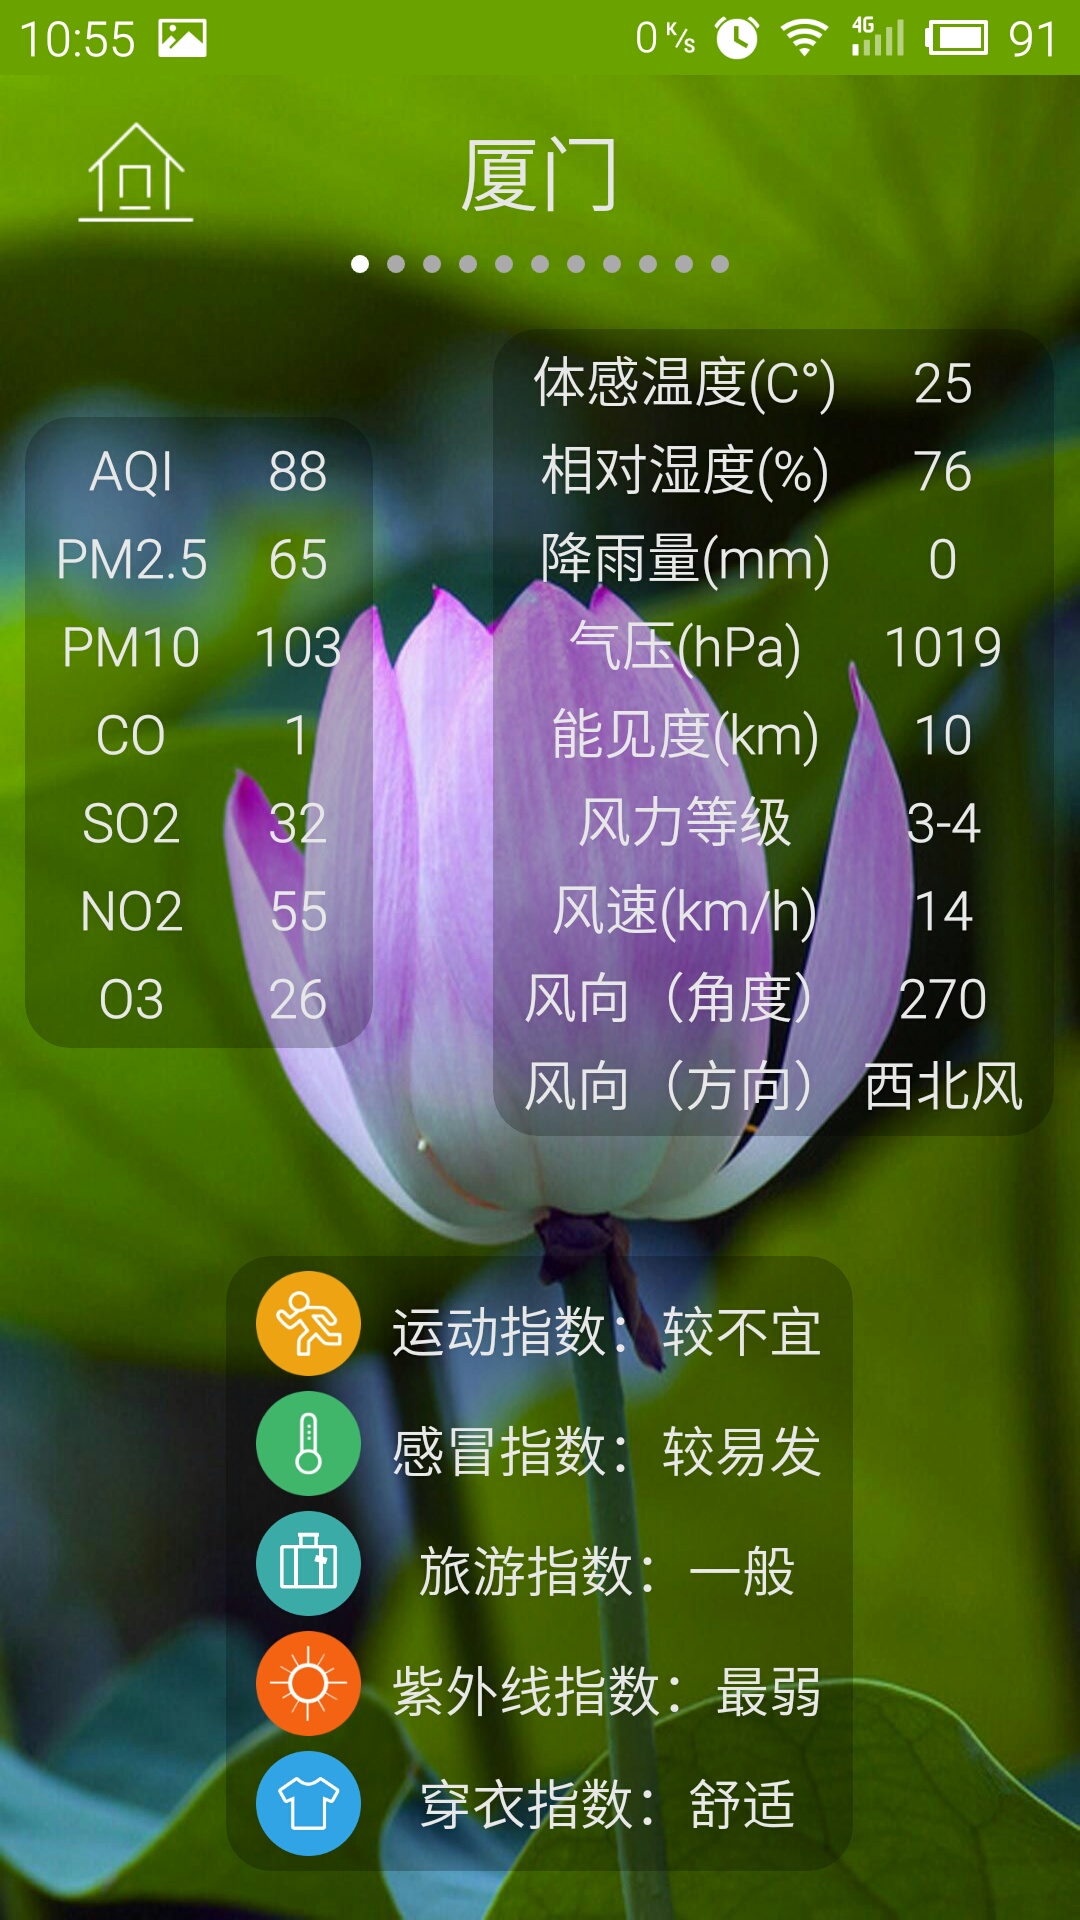 10:55 0 K/s 4G 91
厦门
AQI 88
PM2.5 65
PM10 103
CO 1
SO2 32
NO2 55
O3 26
体感温度(C°) 25
相对湿度(%) 76
降雨量(mm) 0
气压(hPa) 1019
能见度(km) 10
风力等级 3-4
风速(km/h) 14
风向（角度） 270
风向（方向） 西北风
运动指数：较不宜
感冒指数：较易发
旅游指数：一般
紫外线指数：最弱
穿衣指数：舒适